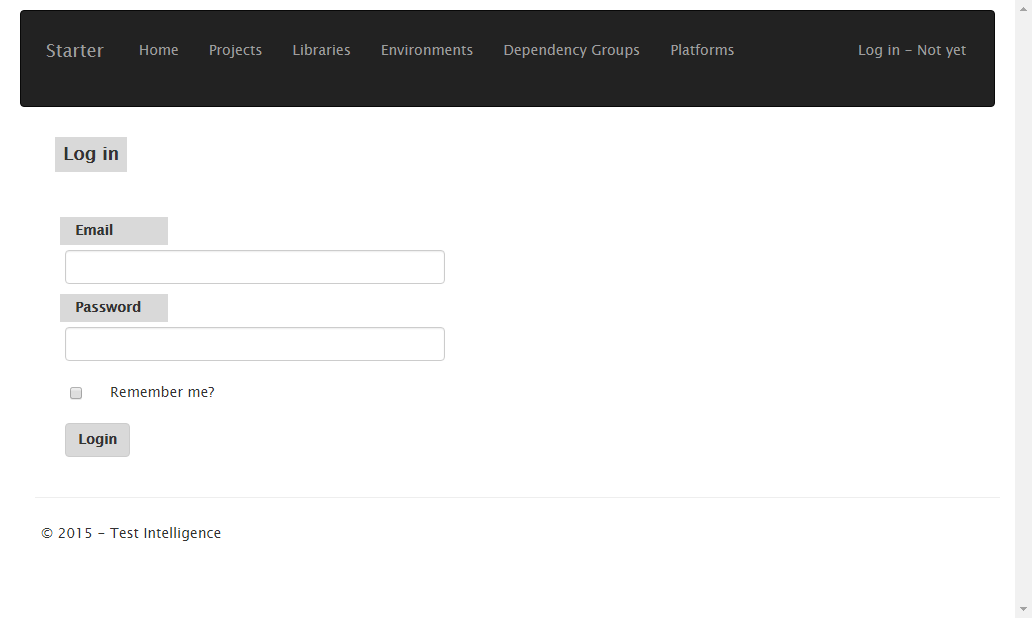 Starter Home Projects Libraries Environments Dependency Groups Platforms Log in - Not yet
Log in
Email
Password
Remember me?
Login
© 2015 - Test Intelligence